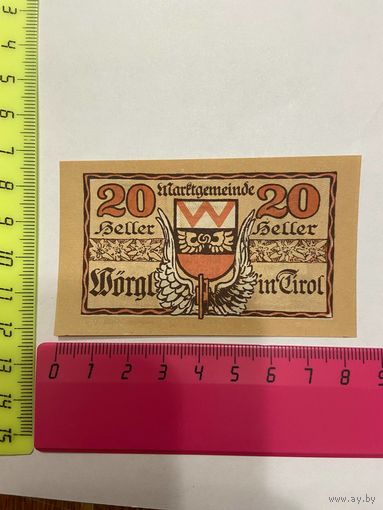 Marktgemeinde
20 20
Heller Heller
W
Wörgl in Tirol
3 4 5 6 7 8 9 10 11 12 13 14 15
0 1 2 3 4 5 6 7 8 9
www.ay.by